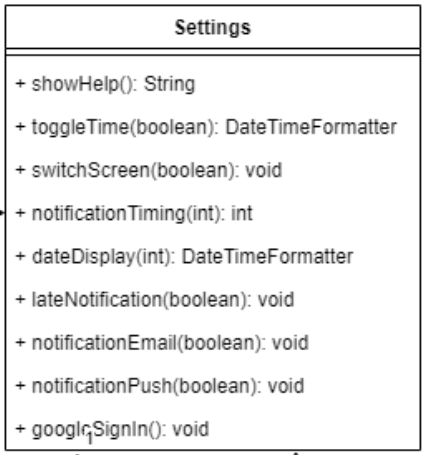 Settings
+ showHelp(): String
+ toggleTime(boolean): DateTimeFormatter
+ switchScreen(boolean): void
+ notificationTiming(int): int
+ dateDisplay(int): DateTimeFormatter
+ lateNotification(boolean): void
+ notificationEmail(boolean): void
+ notificationPush(boolean): void
+ googleSignIn(): void
1